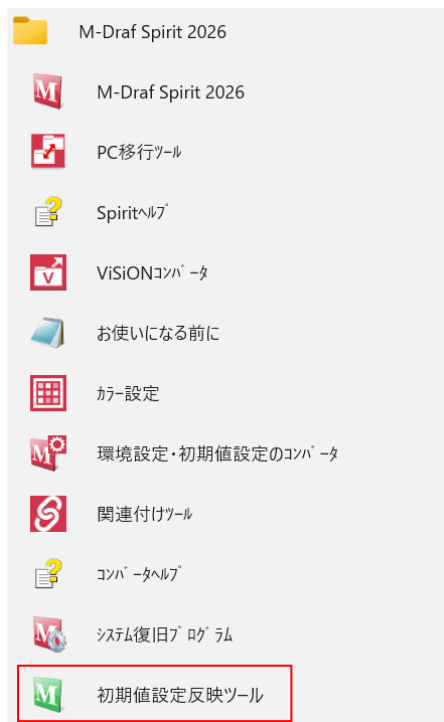 M-Draf Spirit 2026
M-Draf Spirit 2026
PC移行ﾂｰﾙ
Spiritﾍﾙﾌﾟ
ViSiONｺﾝﾊﾞｰﾀ
お使いになる前に
ｶﾗｰ設定
環境設定・初期値設定のｺﾝﾊﾞｰﾀ
関連付けﾂｰﾙ
ｺﾝﾊﾞｰﾀﾍﾙﾌﾟ
ｼｽﾃﾑ復旧ﾌﾟﾛｸﾞﾗﾑ
初期値設定反映ツール